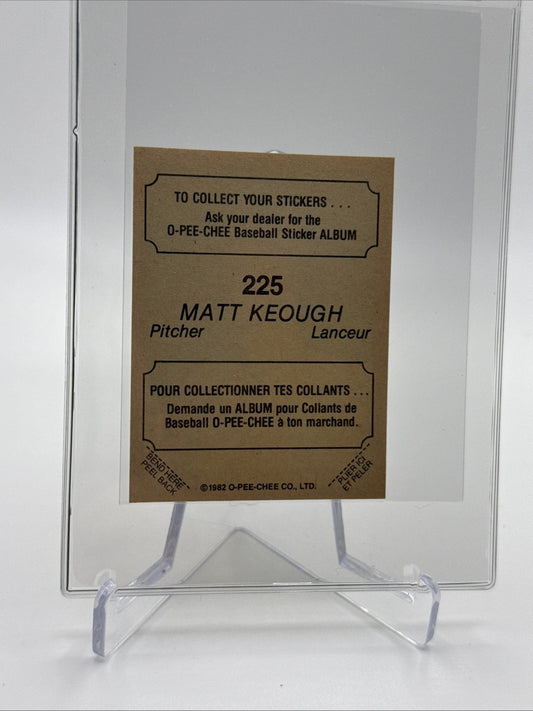 TO COLLECT YOUR STICKERS . . .
Ask your dealer for the
O-PEE-CHEE Baseball Sticker ALBUM
225
MATT KEOUGH
Pitcher Lanceur
POUR COLLECTIONNER TES COLLANTS . . .
Demande un ALBUM pour Collants de
Baseball O-PEE-CHEE à ton marchand.
BEND HERE
PEEL BACK
©1982 O-PEE-CHEE CO., LTD.
PLIER ICI
ET PELER